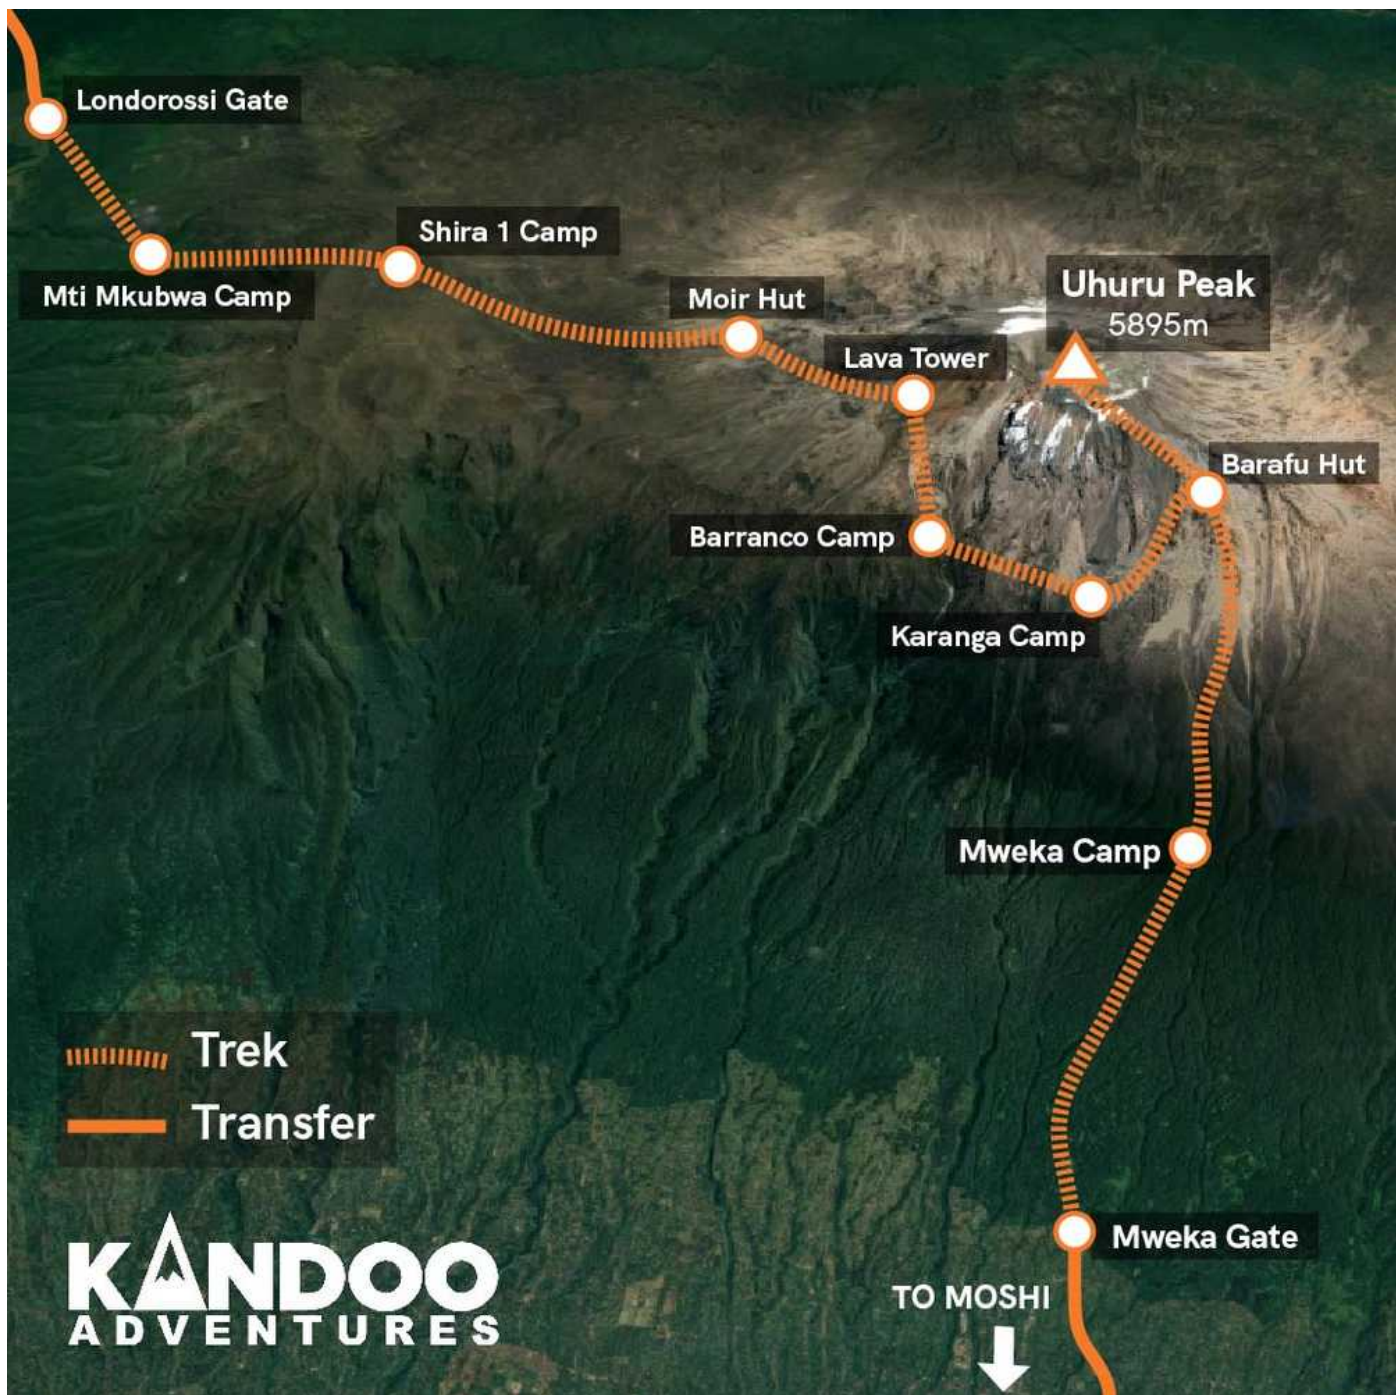 Londorossi Gate
Shira 1 Camp
Mti Mkubwa Camp
Moir Hut
Uhuru Peak
5895m
Lava Tower
Barafu Hut
Barranco Camp
Karanga Camp
Mweka Camp
Trek
Transfer
Mweka Gate
TO MOSHI
KANDOO
ADVENTURES